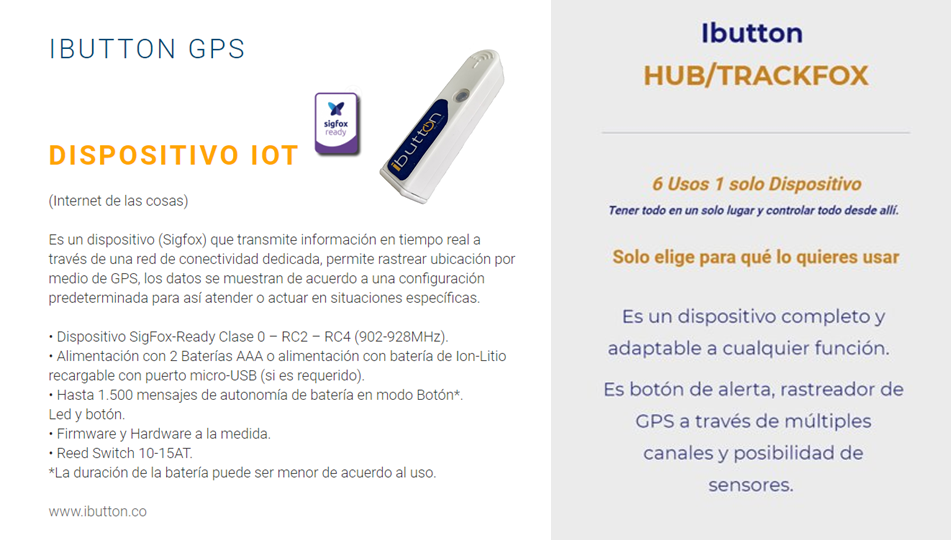 IBUTTON GPS
sigfox
ready
ibutton
DISPOSITIVO IOT
(Internet de las cosas)
Es un dispositivo (Sigfox) que transmite información en tiempo real a
través de una red de conectividad dedicada, permite rastrear ubicación por
medio de GPS, los datos se muestran de acuerdo a una configuración
predeterminada para así atender o actuar en situaciones específicas.
• Dispositivo SigFox-Ready Clase 0 – RC2 – RC4 (902-928MHz).
• Alimentación con 2 Baterías AAA o alimentación con batería de Ion-Litio
recargable con puerto micro-USB (si es requerido).
• Hasta 1.500 mensajes de autonomía de batería en modo Botón*.
Led y botón.
• Firmware y Hardware a la medida.
• Reed Switch 10-15AT.
*La duración de la batería puede ser menor de acuerdo al uso.
www.ibutton.co
Ibutton
HUB/TRACKFOX
6 Usos 1 solo Dispositivo
Tener todo en un solo lugar y controlar todo desde allí.
Solo elige para qué lo quieres usar
Es un dispositivo completo y
adaptable a cualquier función.
Es botón de alerta, rastreador de
GPS a través de múltiples
canales y posibilidad de
sensores.